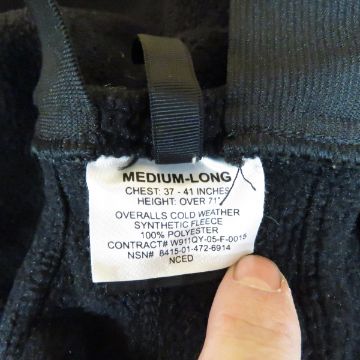 MEDIUM-LONG
CHEST: 37 - 41 INCHES
HEIGHT: OVER 71"
OVERALLS COLD WEATHER
SYNTHETIC FLEECE
100% POLYESTER
CONTRACT# W911QY-05-F-0015
NSN# 8415-01-472-6914
NCED